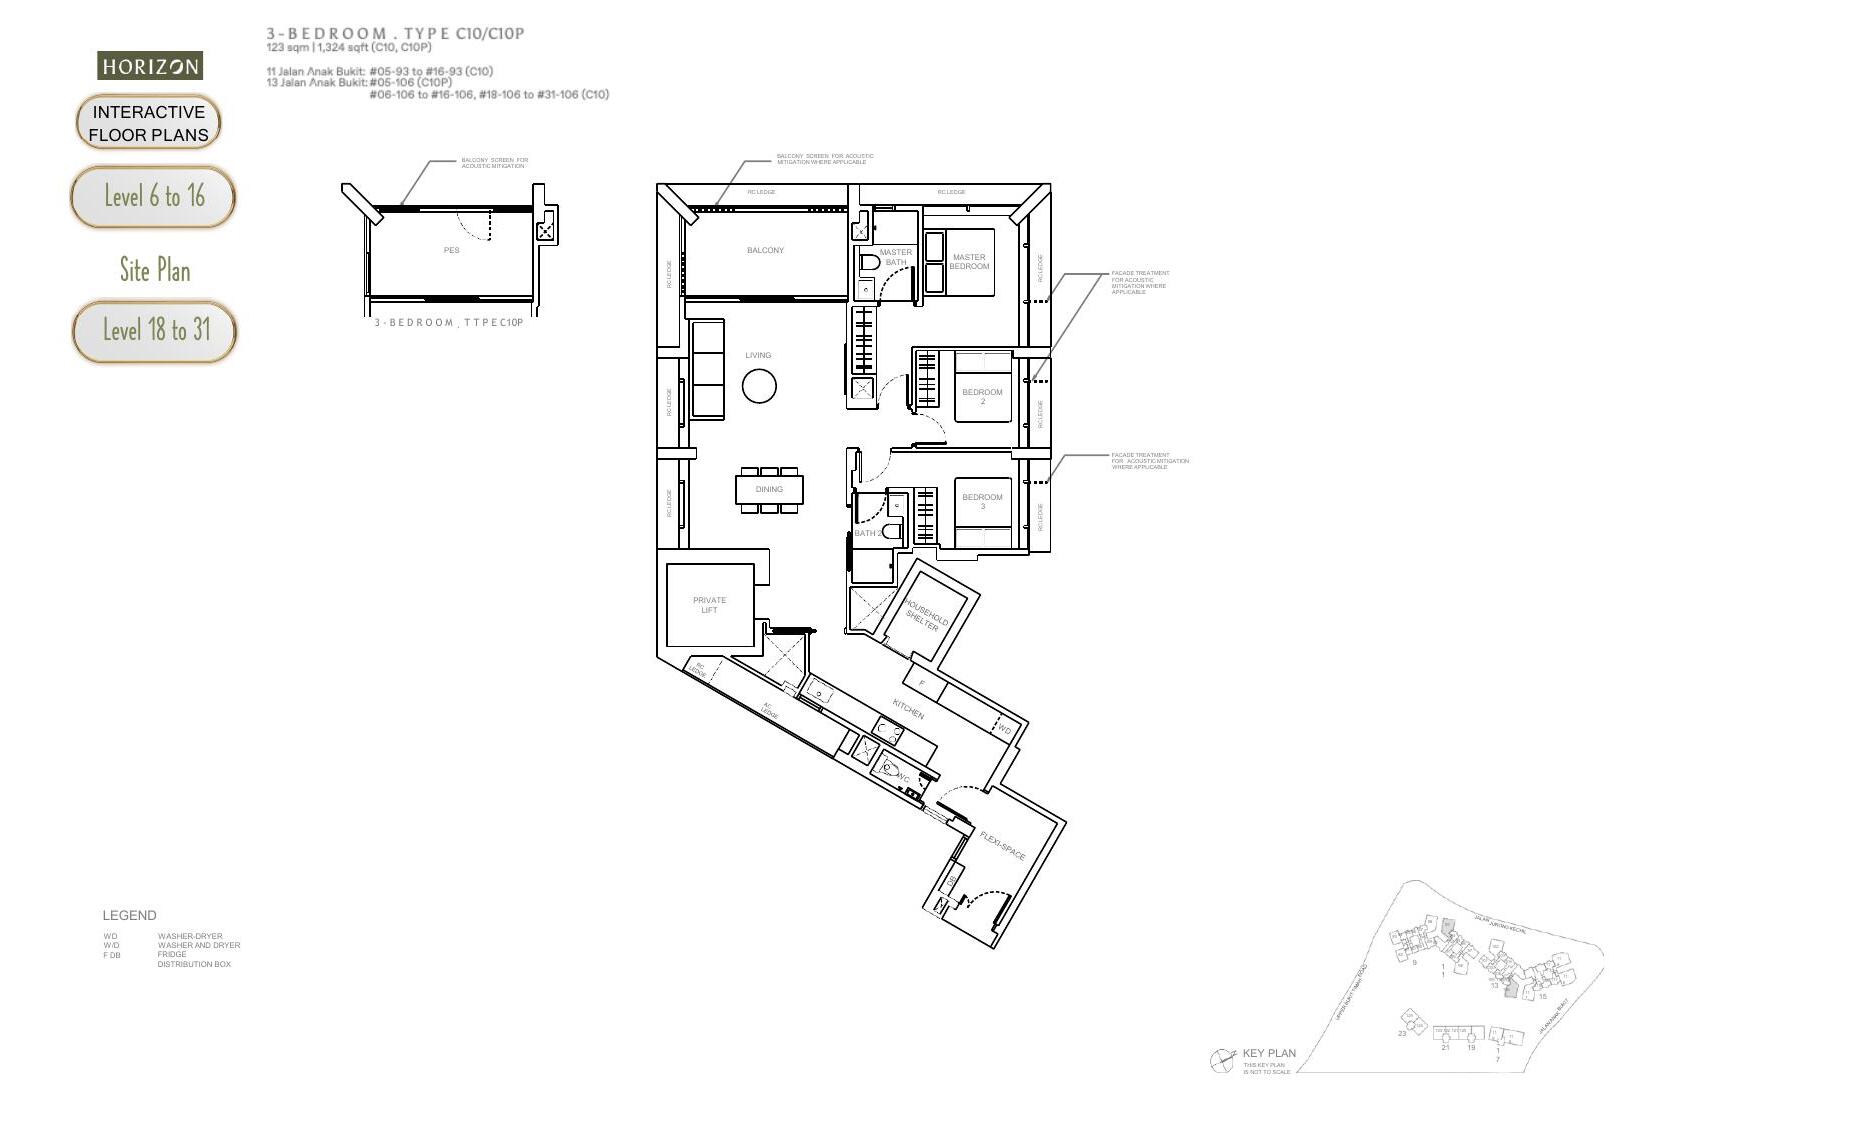 3-BEDROOM . TYPE C10/C10P
123 sqm | 1,324 sqft (C10, C10P)
11 Jalan Anak Bukit: #05-93 to #16-93 (C10)
13 Jalan Anak Bukit: #05-106 (C10P)
#06-106 to #16-106, #18-106 to #31-106 (C10)
HORIZON
INTERACTIVE
FLOOR PLANS
Level 6 to 16
Site Plan
Level 18 to 31
BALCONY SCREEN FOR
ACOUSTIC MITIGATION
PES
3-BEDROOM . TTPEC10P
BALCONY SCREEN FOR ACOUSTIC
MITIGATION WHERE APPLICABLE
RC LEDGE
RC LEDGE
RC LEDGE
BALCONY
MASTER
BATH
MASTER
BEDROOM
RC LEDGE
FACADE TREATMENT
FOR ACOUSTIC
MITIGATION WHERE
APPLICABLE
LIVING
RC LEDGE
BEDROOM
2
RC LEDGE
FACADE TREATMENT
FOR ACOUSTIC MITIGATION
WHERE APPLICABLE
DINING
RC LEDGE
BEDROOM
3
RC LEDGE
BATH 2
PRIVATE
LIFT
HOUSEHOLD
SHELTER
RC
LEDGE
AC
LEDGE
F
KITCHEN
WD
WC
FLEXI-SPACE
DB
LEGEND
WD WASHER-DRYER
W/D WASHER AND DRYER
F DB FRIDGE
DISTRIBUTION BOX
JALAN JURONG KECHIL
UPPER BUKIT TIMAH ROAD
JALAN ANAK BUKIT
9
1
1
13
15
23
21
19
1
7
KEY PLAN
THIS KEY PLAN
IS NOT TO SCALE